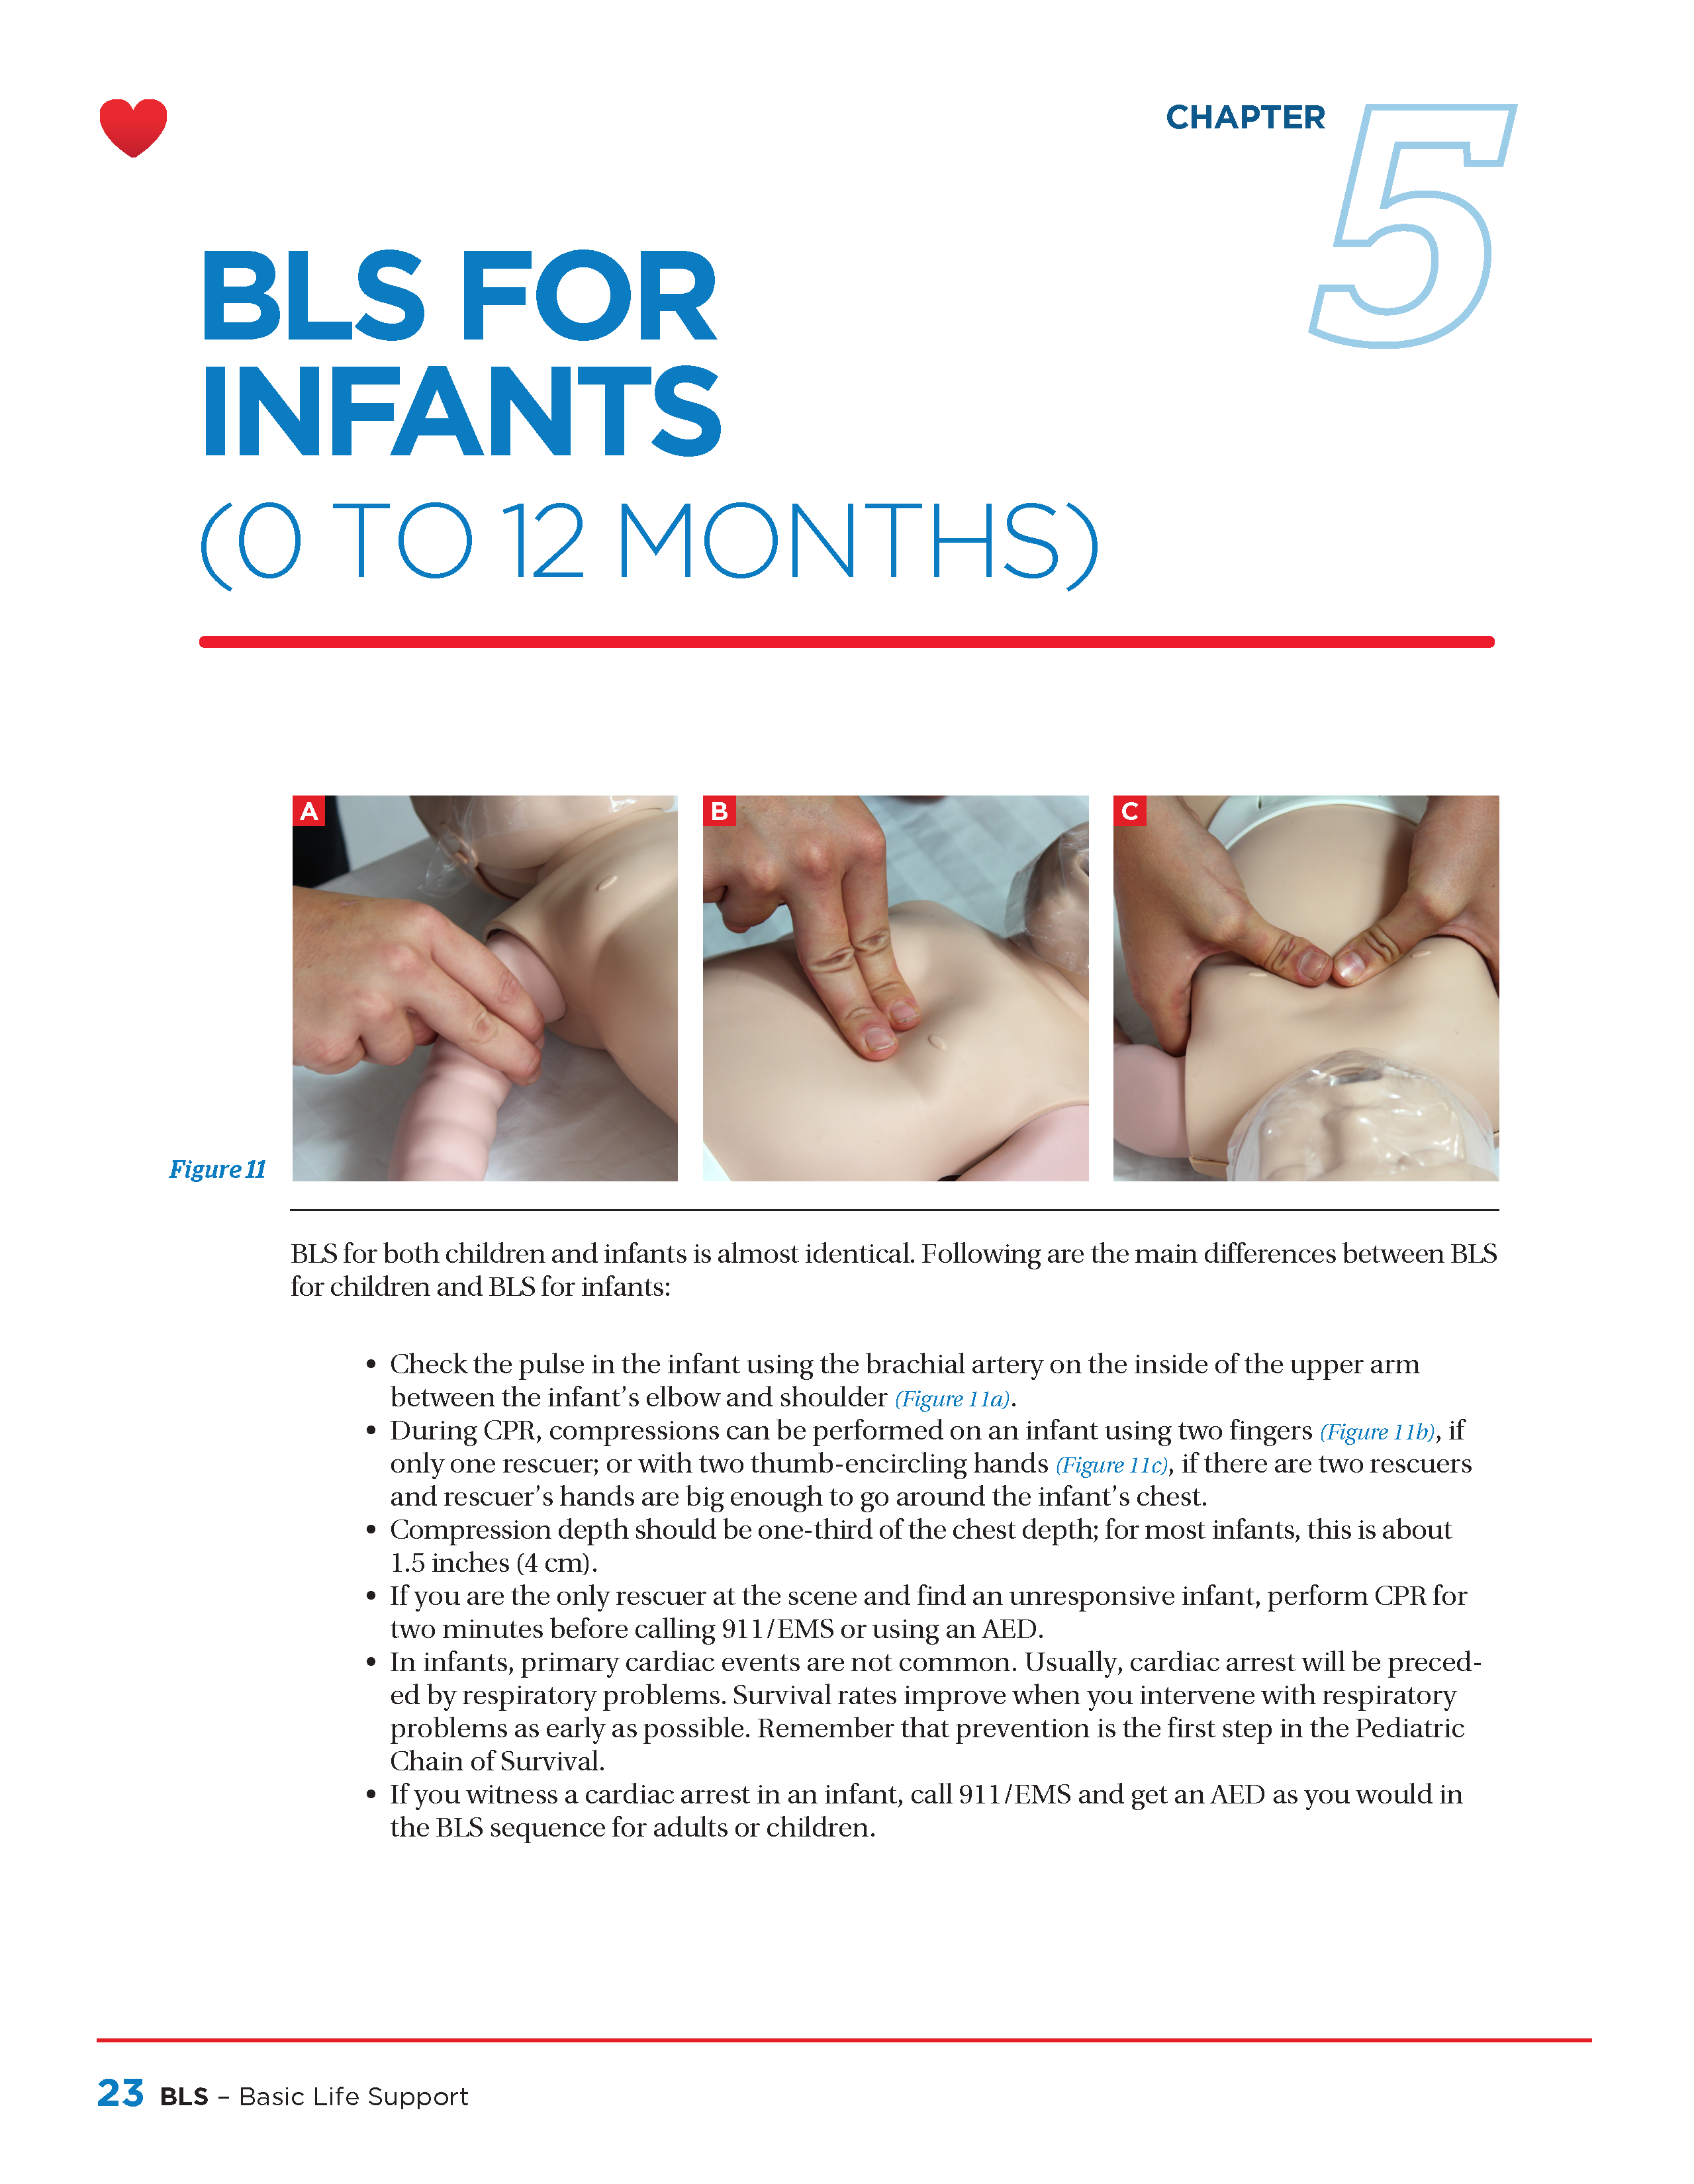 CHAPTER 5
BLS FOR
INFANTS
(0 TO 12 MONTHS)
A
B
C
Figure 11
BLS for both children and infants is almost identical. Following are the main differences between BLS
for children and BLS for infants:
• Check the pulse in the infant using the brachial artery on the inside of the upper arm
between the infant’s elbow and shoulder (Figure 11a).
• During CPR, compressions can be performed on an infant using two fingers (Figure 11b), if
only one rescuer; or with two thumb-encircling hands (Figure 11c), if there are two rescuers
and rescuer’s hands are big enough to go around the infant’s chest.
• Compression depth should be one-third of the chest depth; for most infants, this is about
1.5 inches (4 cm).
• If you are the only rescuer at the scene and find an unresponsive infant, perform CPR for
two minutes before calling 911/EMS or using an AED.
• In infants, primary cardiac events are not common. Usually, cardiac arrest will be preced-
ed by respiratory problems. Survival rates improve when you intervene with respiratory
problems as early as possible. Remember that prevention is the first step in the Pediatric
Chain of Survival.
• If you witness a cardiac arrest in an infant, call 911/EMS and get an AED as you would in
the BLS sequence for adults or children.
23 BLS – Basic Life Support